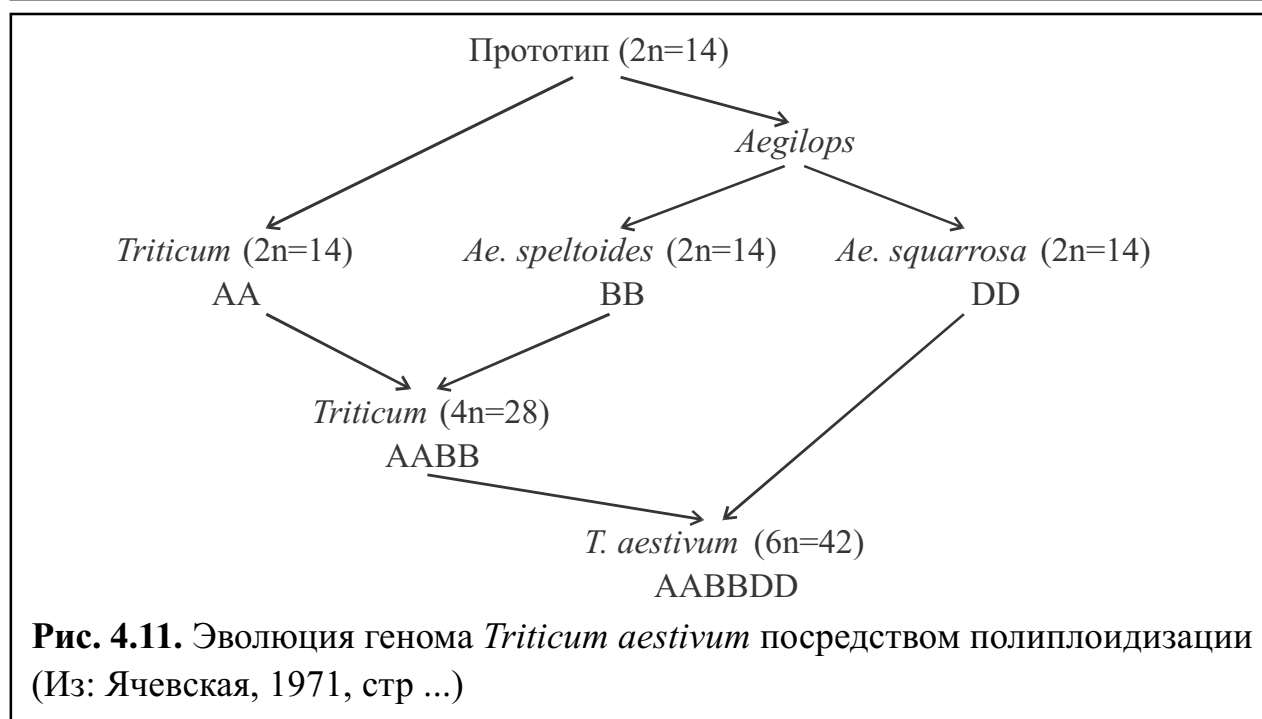 Прототип (2n=14)
Aegilops
Triticum (2n=14) Ae. speltoides (2n=14) Ae. squarrosa (2n=14)
AA BB DD
Triticum (4n=28)
AABB
T. aestivum (6n=42)
AABBDD
Рис. 4.11. Эволюция генома Triticum aestivum посредством полиплоидизации
(Из: Ячевская, 1971, стр ...)